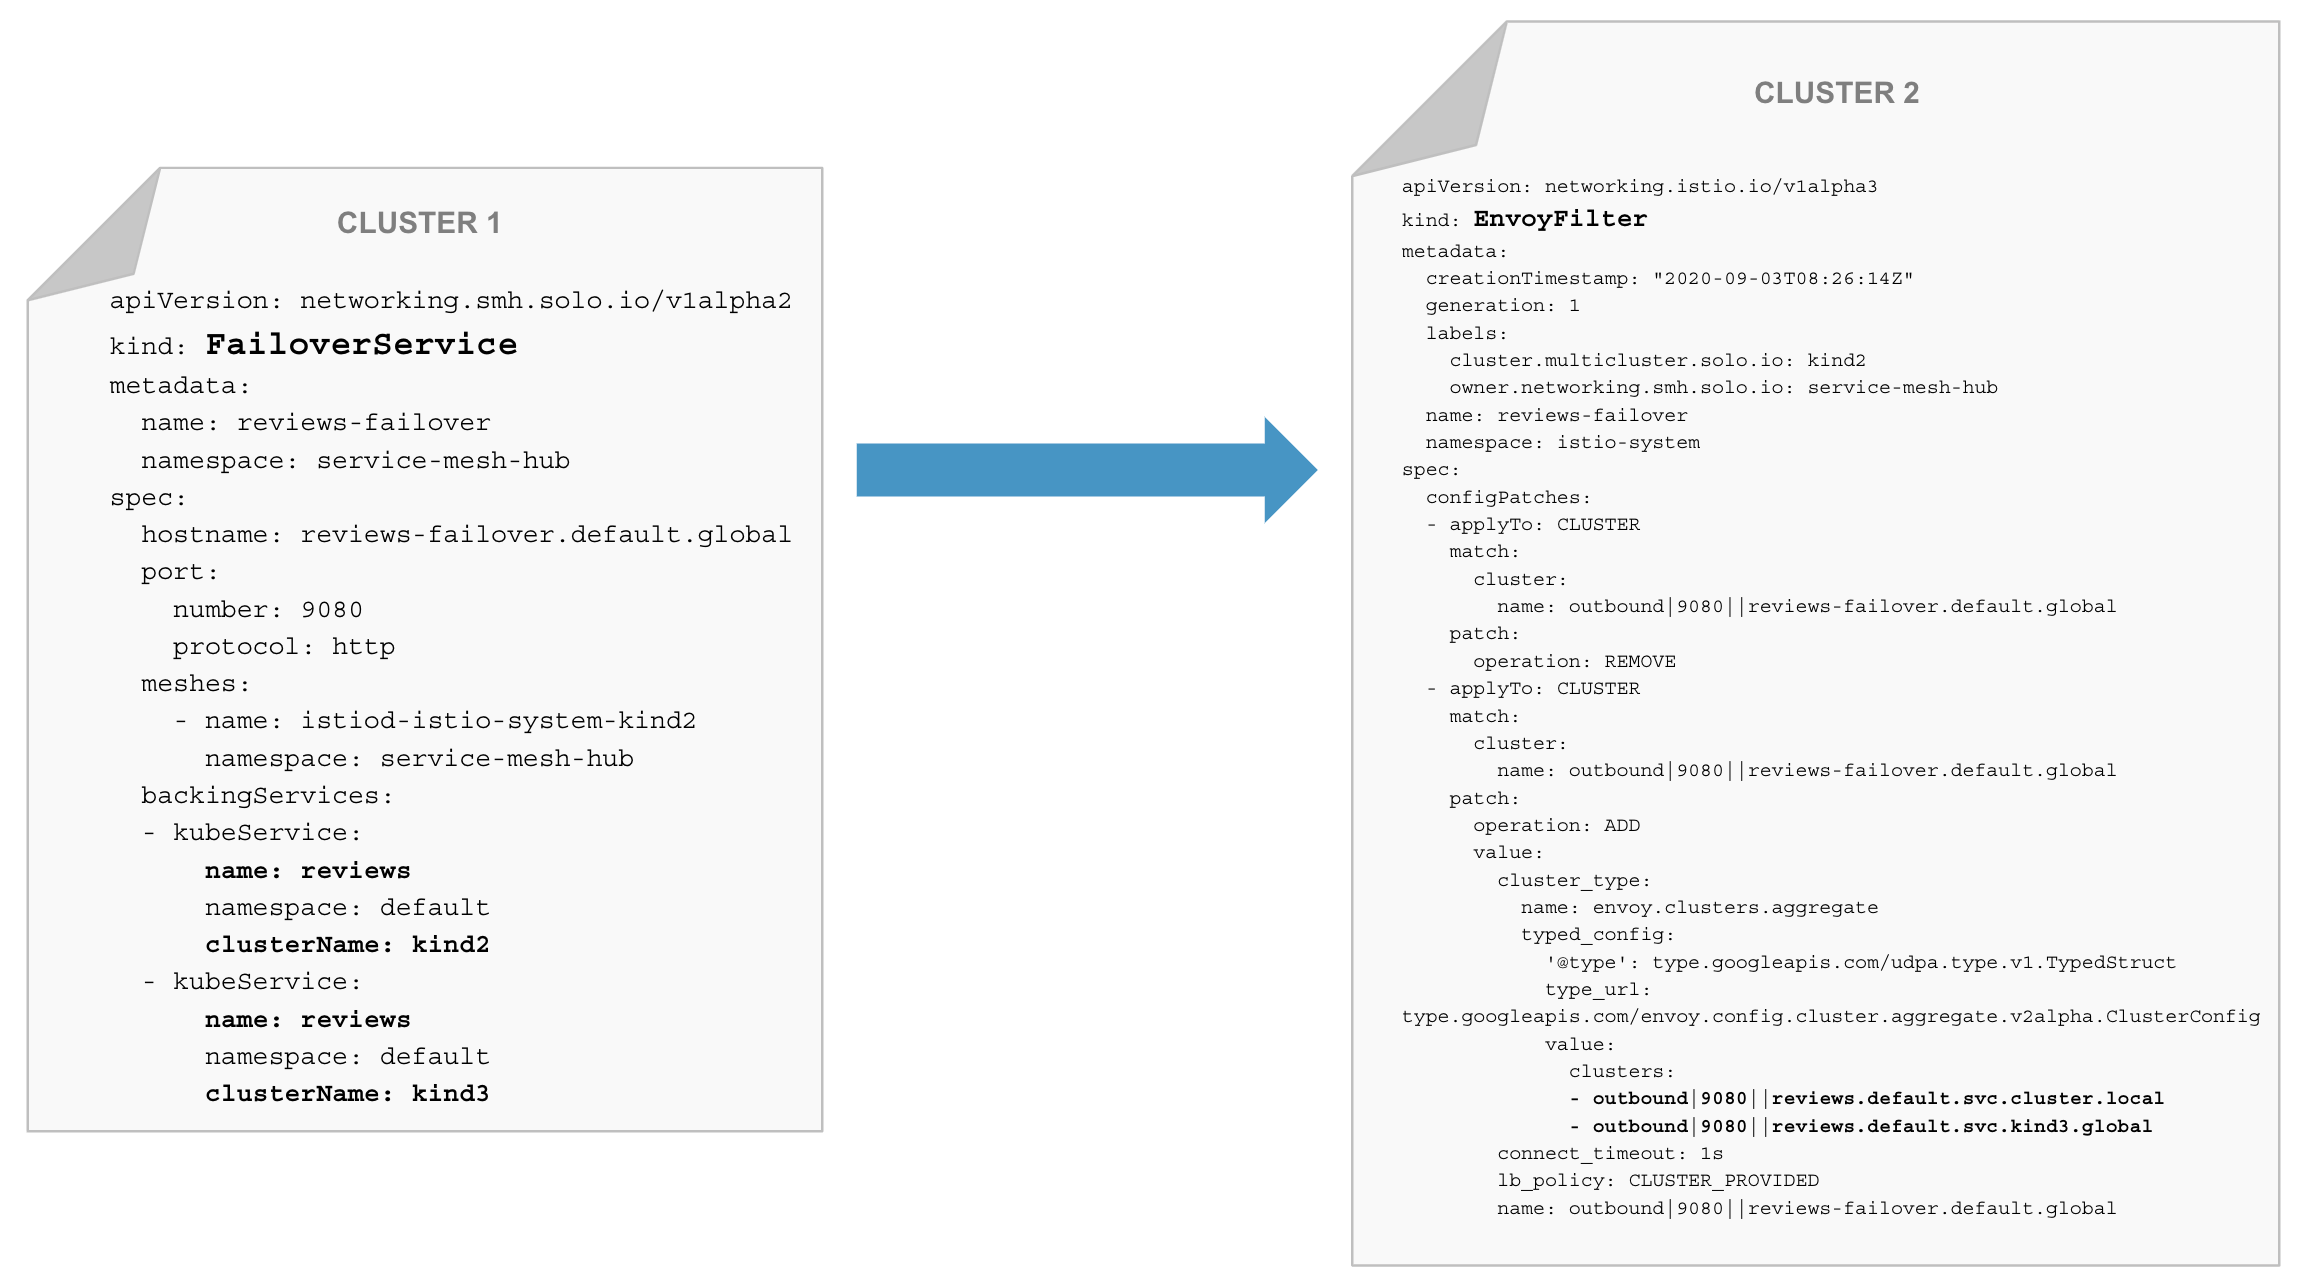 CLUSTER 1
apiVersion: networking.smh.solo.io/v1alpha2
kind: FailoverService
metadata:
  name: reviews-failover
  namespace: service-mesh-hub
spec:
  hostname: reviews-failover.default.global
  port:
    number: 9080
    protocol: http
  meshes:
    - name: istiod-istio-system-kind2
      namespace: service-mesh-hub
  backingServices:
  - kubeService:
      name: reviews
      namespace: default
      clusterName: kind2
  - kubeService:
      name: reviews
      namespace: default
      clusterName: kind3
CLUSTER 2
apiVersion: networking.istio.io/v1alpha3
kind: EnvoyFilter
metadata:
  creationTimestamp: "2020-09-03T08:26:14Z"
  generation: 1
  labels:
    cluster.multicluster.solo.io: kind2
    owner.networking.smh.solo.io: service-mesh-hub
  name: reviews-failover
  namespace: istio-system
spec:
  configPatches:
  - applyTo: CLUSTER
    match:
      cluster:
        name: outbound|9080||reviews-failover.default.global
    patch:
      operation: REMOVE
  - applyTo: CLUSTER
    match:
      cluster:
        name: outbound|9080||reviews-failover.default.global
    patch:
      operation: ADD
      value:
        cluster_type:
          name: envoy.clusters.aggregate
          typed_config:
            '@type': type.googleapis.com/udpa.type.v1.TypedStruct
            type_url:
type.googleapis.com/envoy.config.cluster.aggregate.v2alpha.ClusterConfig
            value:
              clusters:
              - outbound|9080||reviews.default.svc.cluster.local
              - outbound|9080||reviews.default.svc.kind3.global
        connect_timeout: 1s
        lb_policy: CLUSTER_PROVIDED
        name: outbound|9080||reviews-failover.default.global